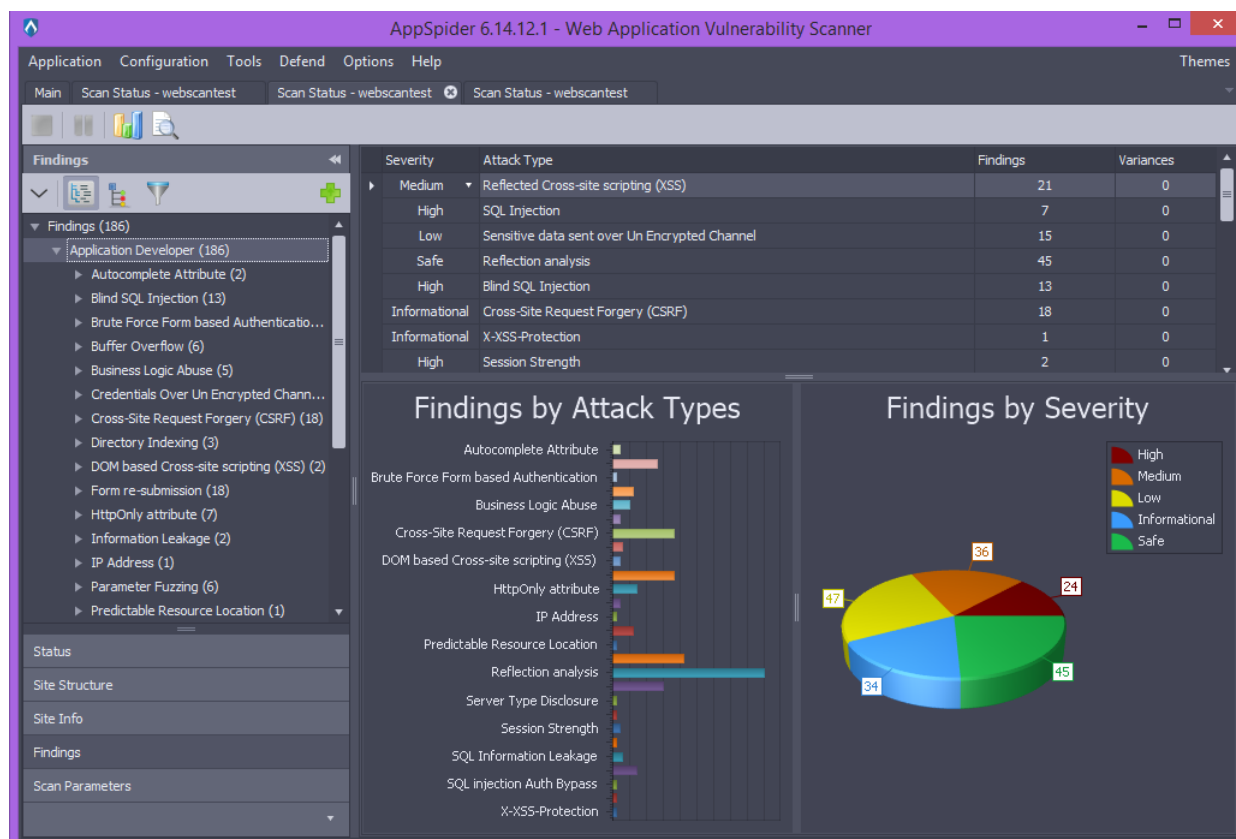 AppSpider 6.14.12.1 - Web Application Vulnerability Scanner
Application Configuration Tools Defend Options Help Themes
Main Scan Status - webscantest Scan Status - webscantest Scan Status - webscantest
Findings
Findings (186)
Application Developer (186)
Autocomplete Attribute (2)
Blind SQL Injection (13)
Brute Force Form based Authenticatio...
Buffer Overflow (6)
Business Logic Abuse (5)
Credentials Over Un Encrypted Chann...
Cross-Site Request Forgery (CSRF) (18)
Directory Indexing (3)
DOM based Cross-site scripting (XSS) (2)
Form re-submission (18)
HttpOnly attribute (7)
Information Leakage (2)
IP Address (1)
Parameter Fuzzing (6)
Predictable Resource Location (1)
Status
Site Structure
Site Info
Findings
Scan Parameters
Severity Attack Type Findings Variances
Medium Reflected Cross-site scripting (XSS) 21 0
High SQL Injection 7 0
Low Sensitive data sent over Un Encrypted Channel 15 0
Safe Reflection analysis 45 0
High Blind SQL Injection 13 0
Informational Cross-Site Request Forgery (CSRF) 18 0
Informational X-XSS-Protection 1 0
High Session Strength 2 0
Findings by Attack Types
Autocomplete Attribute
Brute Force Form based Authentication
Business Logic Abuse
Cross-Site Request Forgery (CSRF)
DOM based Cross-site scripting (XSS)
HttpOnly attribute
IP Address
Predictable Resource Location
Reflection analysis
Server Type Disclosure
Session Strength
SQL Information Leakage
SQL injection Auth Bypass
X-XSS-Protection
Findings by Severity
High
Medium
Low
Informational
Safe
36
24
47
45
34